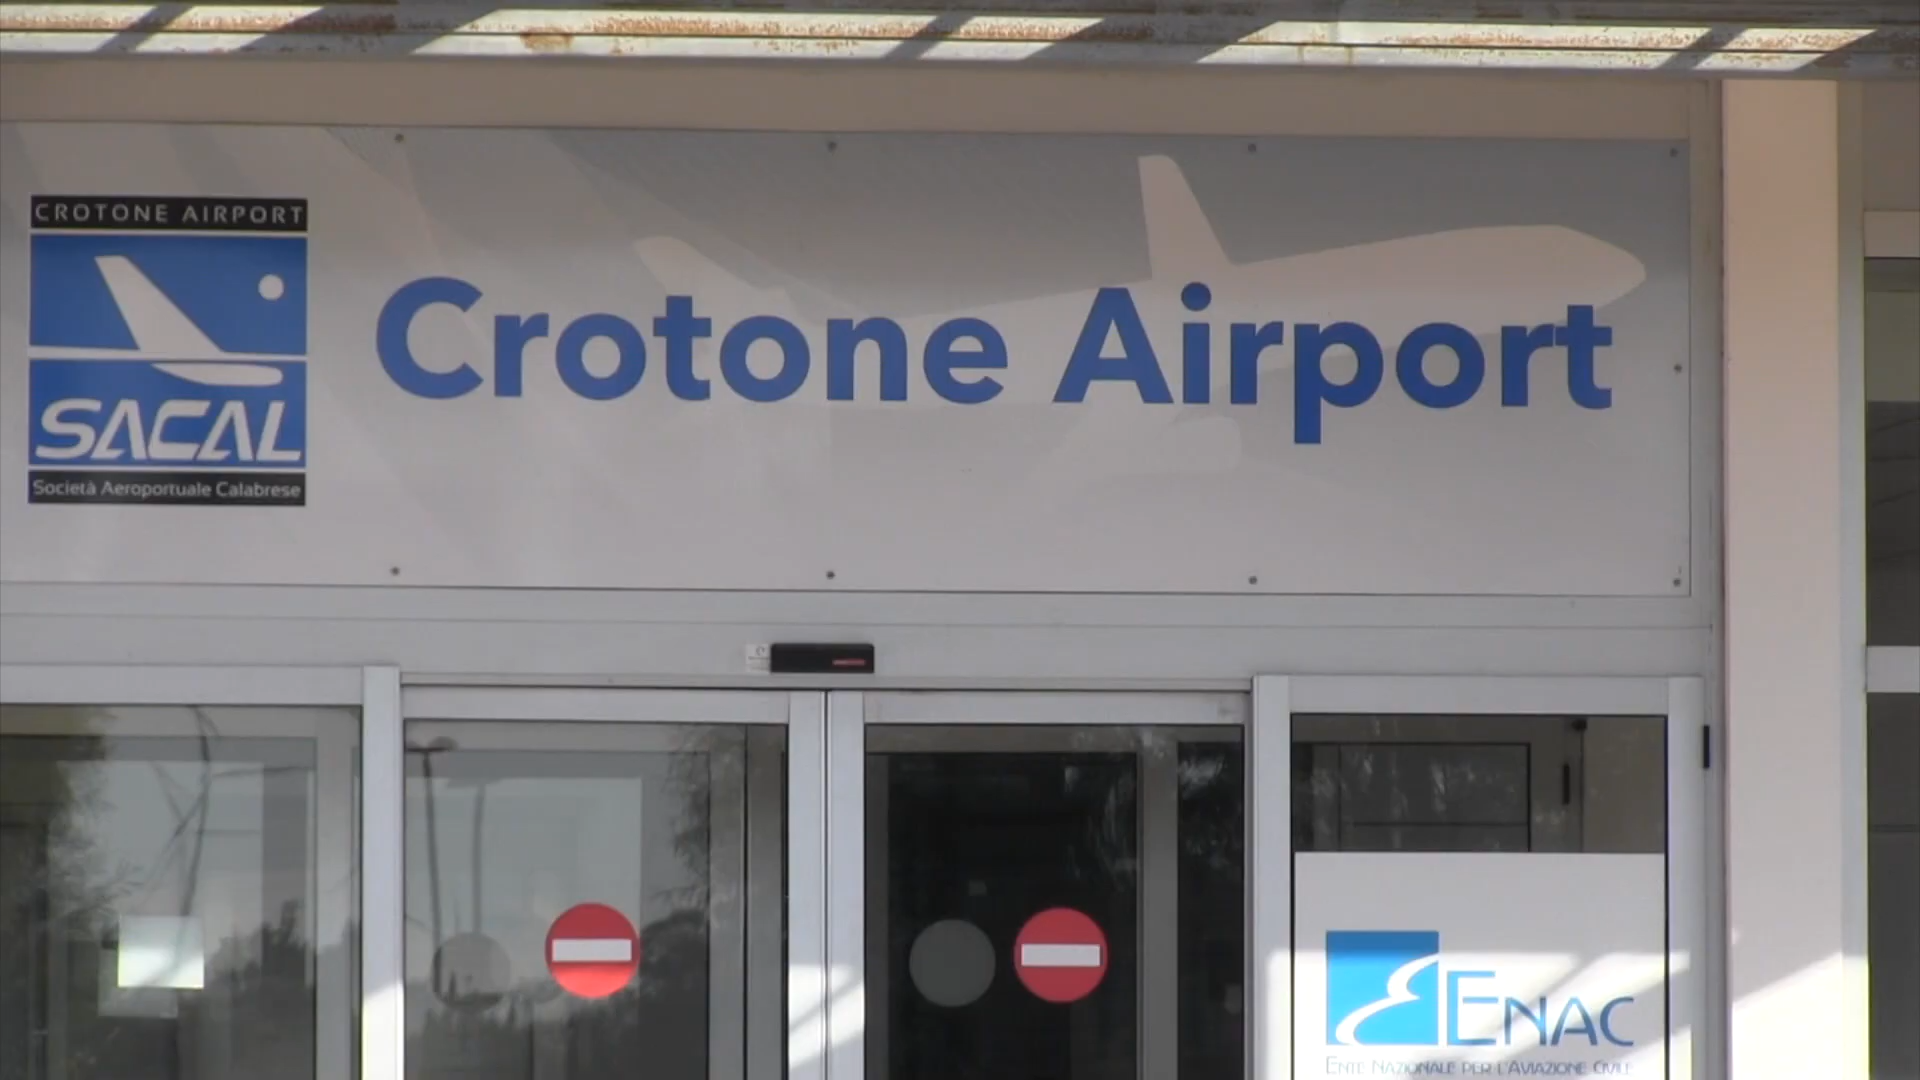 CROTONE AIRPORT
SACAL
Società Aeroportuale Calabrese
Crotone Airport
ENAC
ENTE NAZIONALE PER L'AVIAZIONE CIVILE